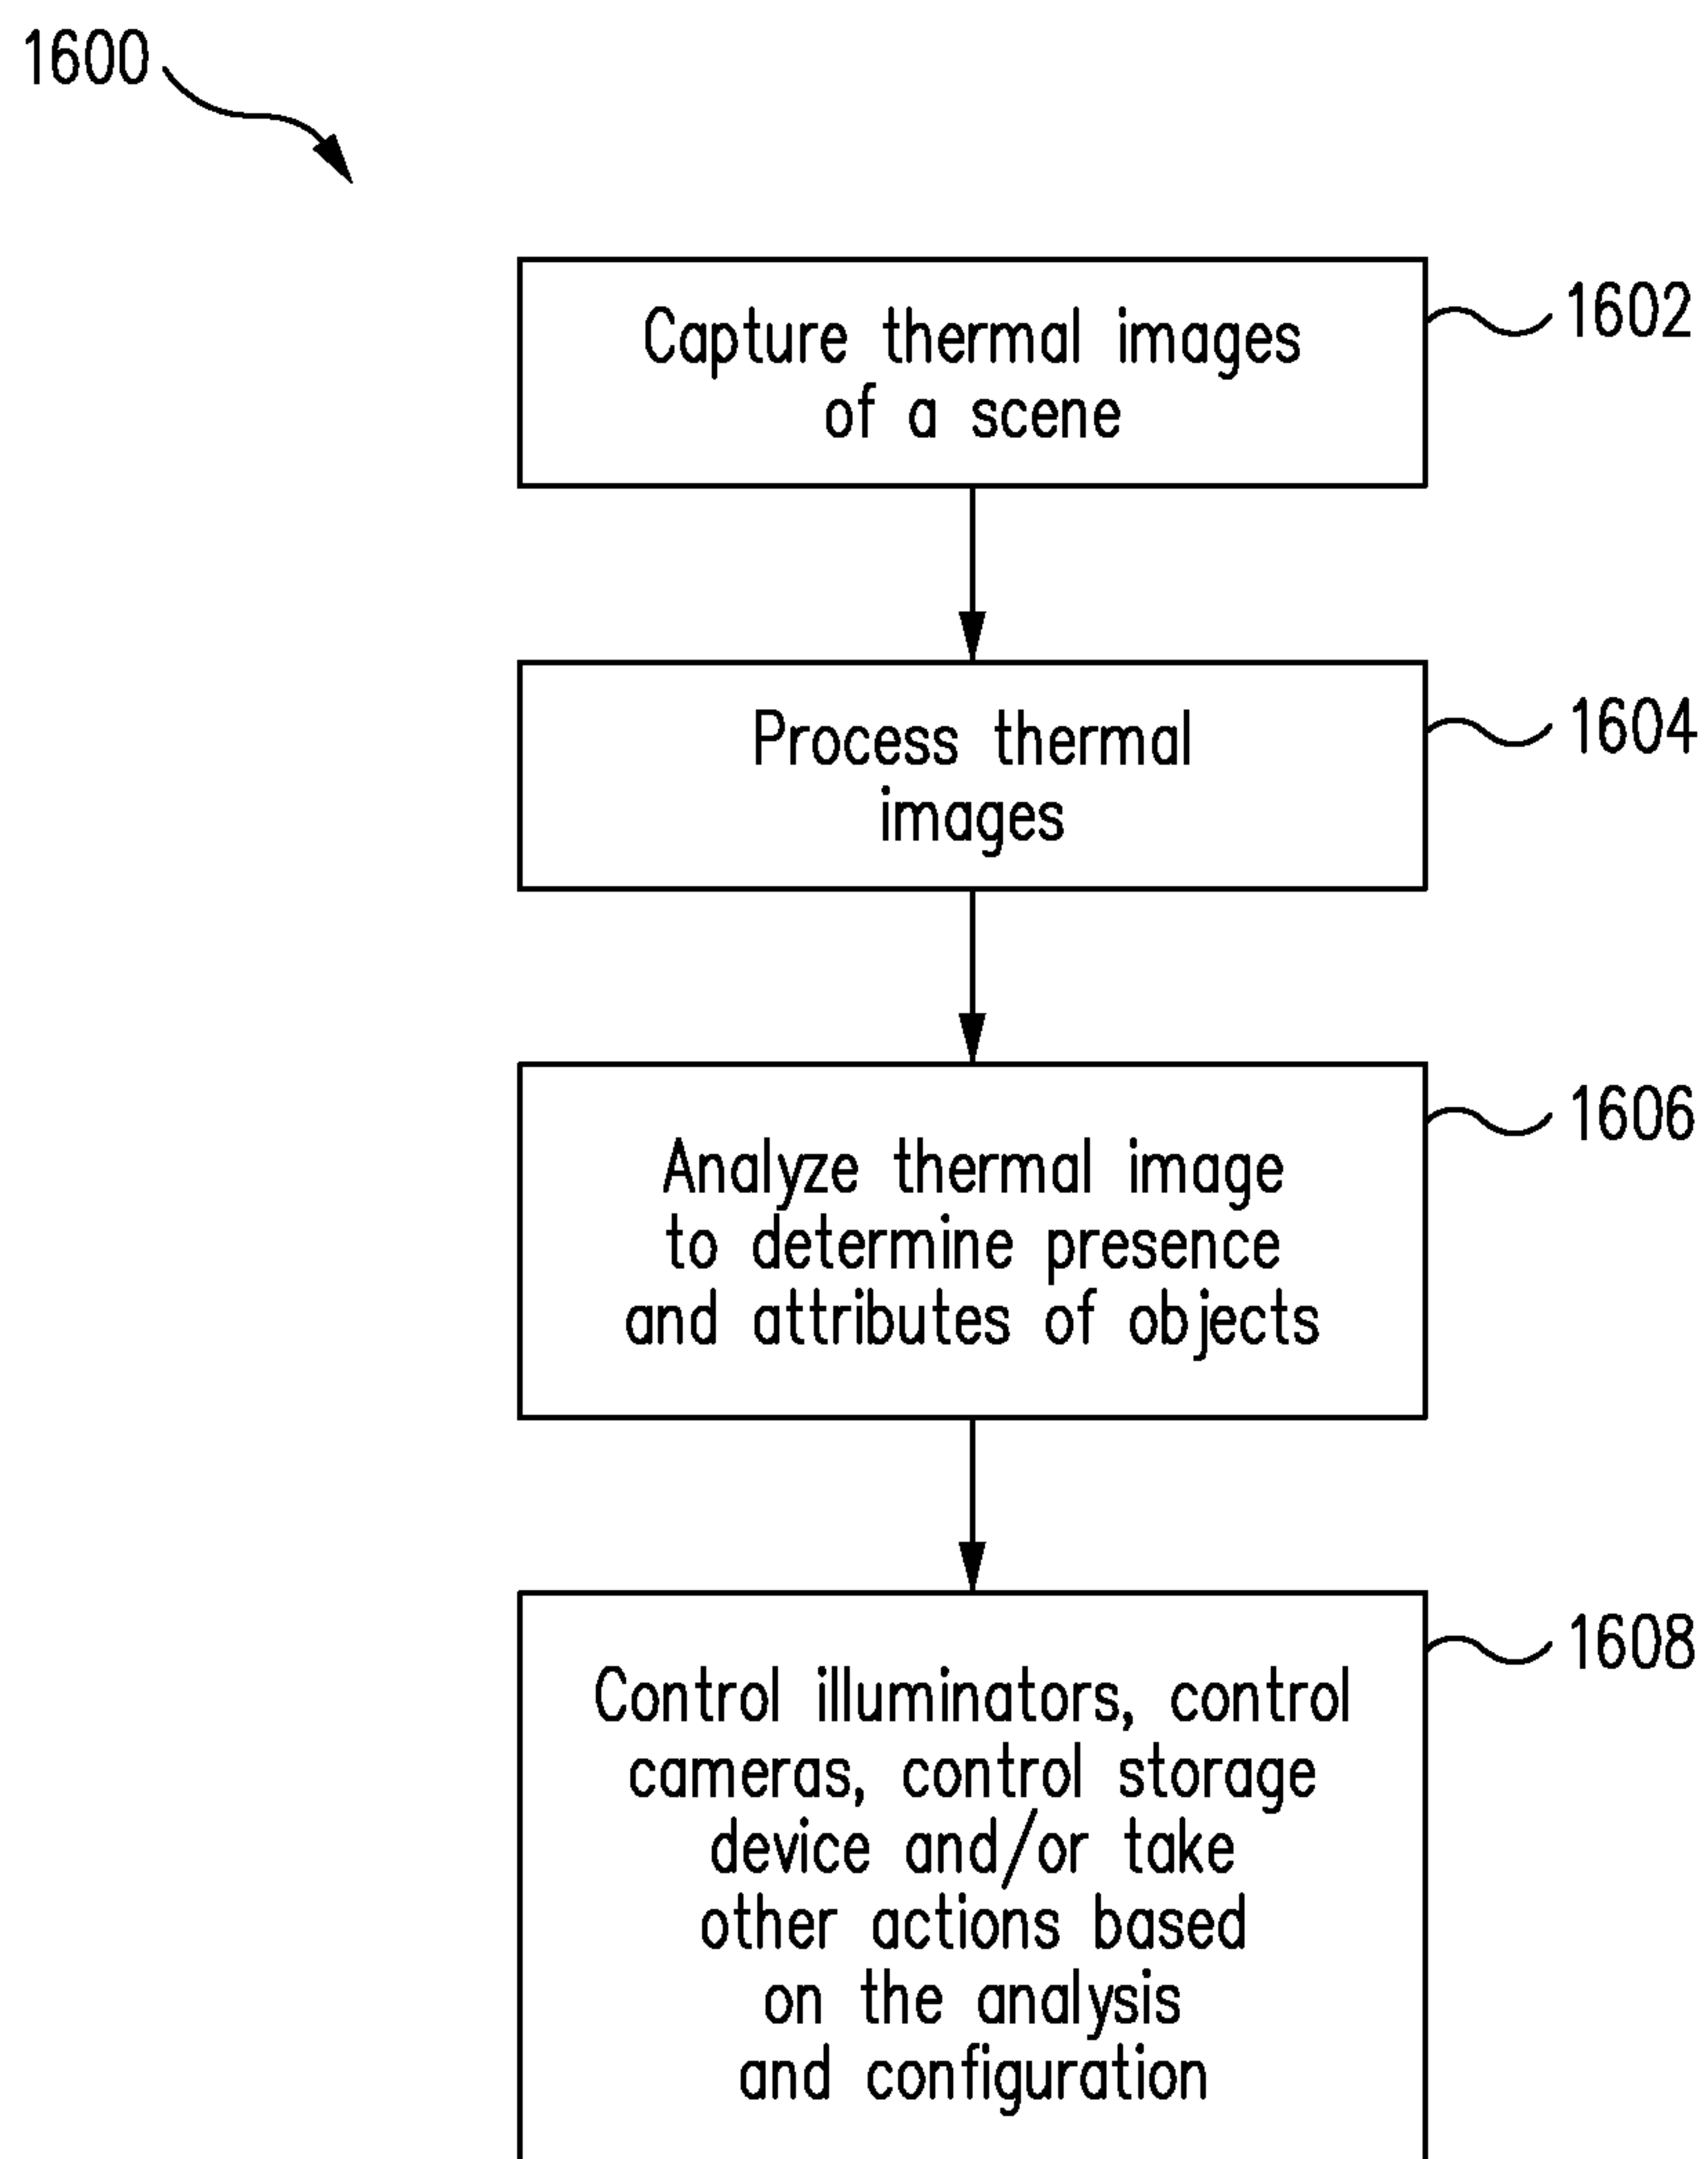 1600
Capture thermal images
of a scene
1602
Process thermal
images
1604
Analyze thermal image
to determine presence
and attributes of objects
1606
Control illuminators, control
cameras, control storage
device and/or take
other actions based
on the analysis
and configuration
1608